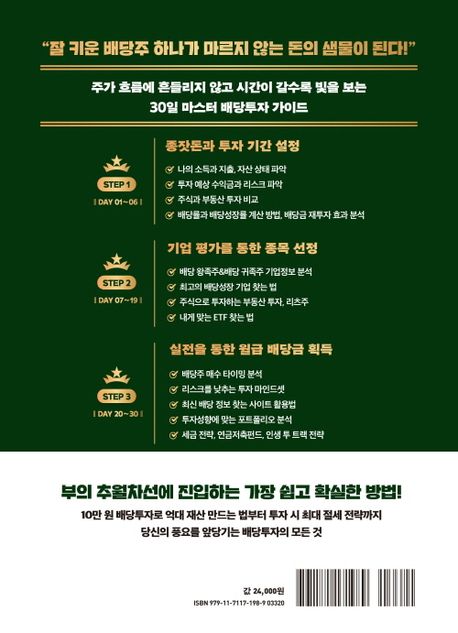 “잘 키운 배당주 하나가 마르지 않는 돈의 샘물이 된다!”
주가 흐름에 흔들리지 않고 시간이 갈수록 빛을 보는
30일 마스터 배당투자 가이드
STEP 1
DAY 01~06
종잣돈과 투자 기간 설정
나의 소득과 지출, 자산 상태 파악
투자 예상 수익금과 리스크 파악
주식과 부동산 투자 비교
배당률과 배당성장률 계산 방법, 배당금 재투자 효과 분석
STEP 2
DAY 07~19
기업 평가를 통한 종목 선정
배당 왕족주&배당 귀족주 기업정보 분석
최고의 배당성장 기업 찾는 법
주식으로 투자하는 부동산 투자, 리츠주
내게 맞는 ETF 찾는 법
STEP 3
DAY 20~30
실전을 통한 월급 배당금 획득
배당주 매수 타이밍 분석
리스크를 낮추는 투자 마인드셋
최신 배당 정보 찾는 사이트 활용법
투자성향에 맞는 포트폴리오 분석
세금 전략, 연금저축펀드, 인생 투 트랙 전략
부의 추월차선에 진입하는 가장 쉽고 확실한 방법!
10만 원 배당투자로 억대 재산 만드는 법부터 투자 시 최대 절세 전략까지
당신의 풍요를 앞당기는 배당투자의 모든 것
값 24,000원
ISBN 979-11-7117-198-9 03320